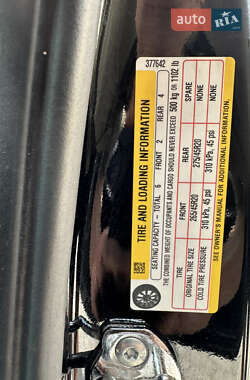 AUTO RIA
377642
TIRE AND LOADING INFORMATION
SEATING CAPACITY – TOTAL 6 FRONT 2 REAR 4
THE COMBINED WEIGHT OF OCCUPANTS AND CARGO SHOULD NEVER EXCEED 500 kg OR 1102 lb
TIRE FRONT REAR SPARE
ORIGINAL TIRE SIZE 265/45R20 275/45R20 NONE
COLD TIRE PRESSURE 310 kPa, 45 psi 310 kPa, 45 psi NONE
SEE OWNER'S MANUAL FOR ADDITIONAL INFORMATION.